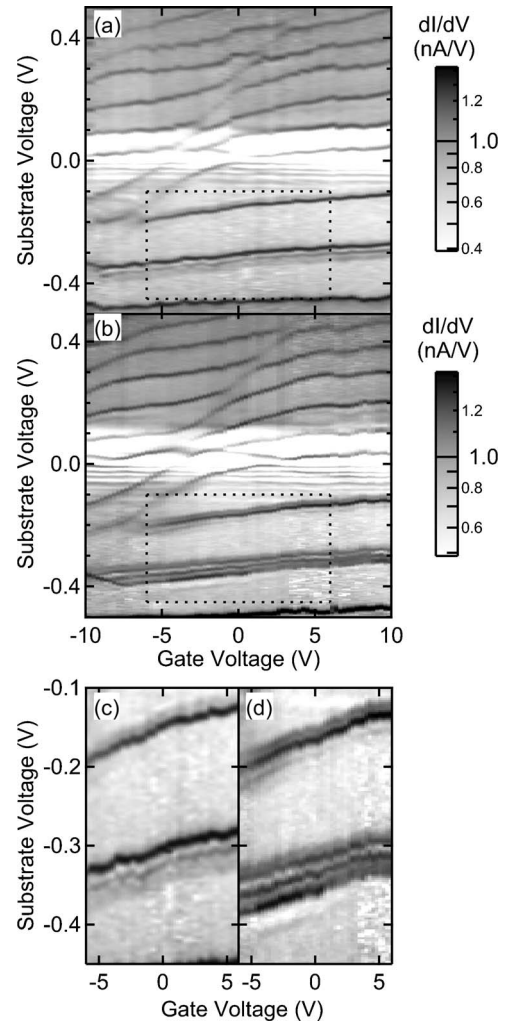 (a)
0.4
0.0
-0.4
Substrate Voltage (V)
dI/dV
(nA/V)
1.2
1.0
0.8
0.6
0.4
(b)
0.4
0.0
-0.4
Substrate Voltage (V)
-10 -5 0 5 10
Gate Voltage (V)
dI/dV
(nA/V)
1.2
1.0
0.8
0.6
(c) (d)
-0.1
-0.2
-0.3
-0.4
Substrate Voltage (V)
-5 0 5 -5 0 5
Gate Voltage (V)